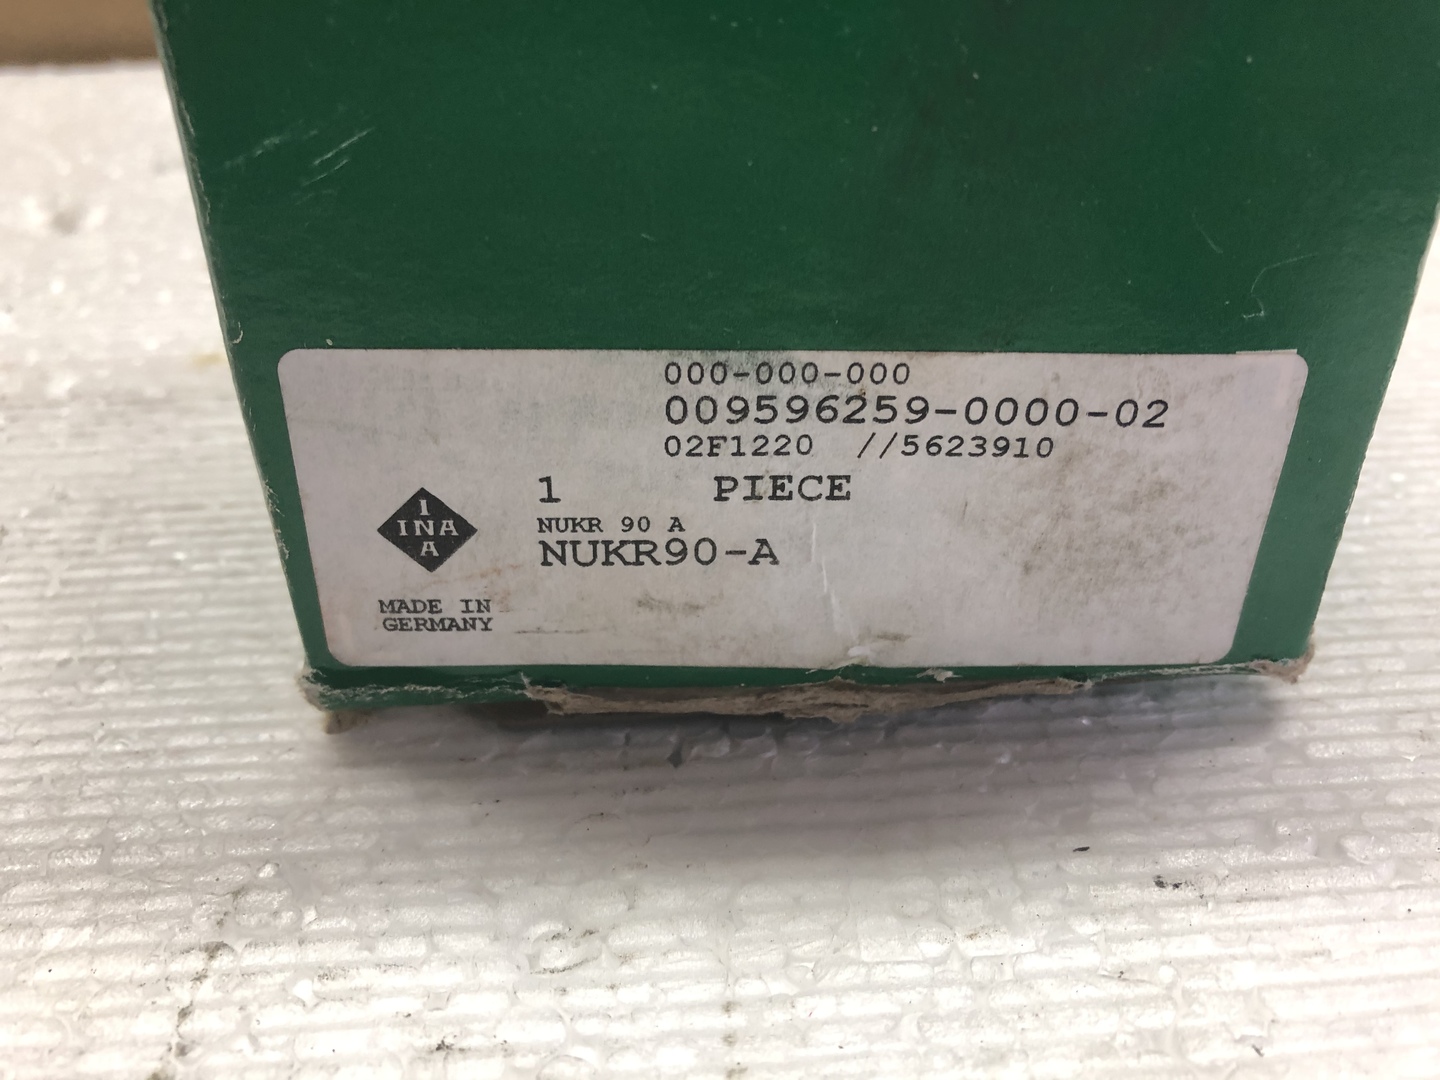 000-000-000
009596259-0000-02
02F1220 //5623910
1 PIECE
NUKR 90 A
NUKR90-A
I
INA
A
MADE IN
GERMANY